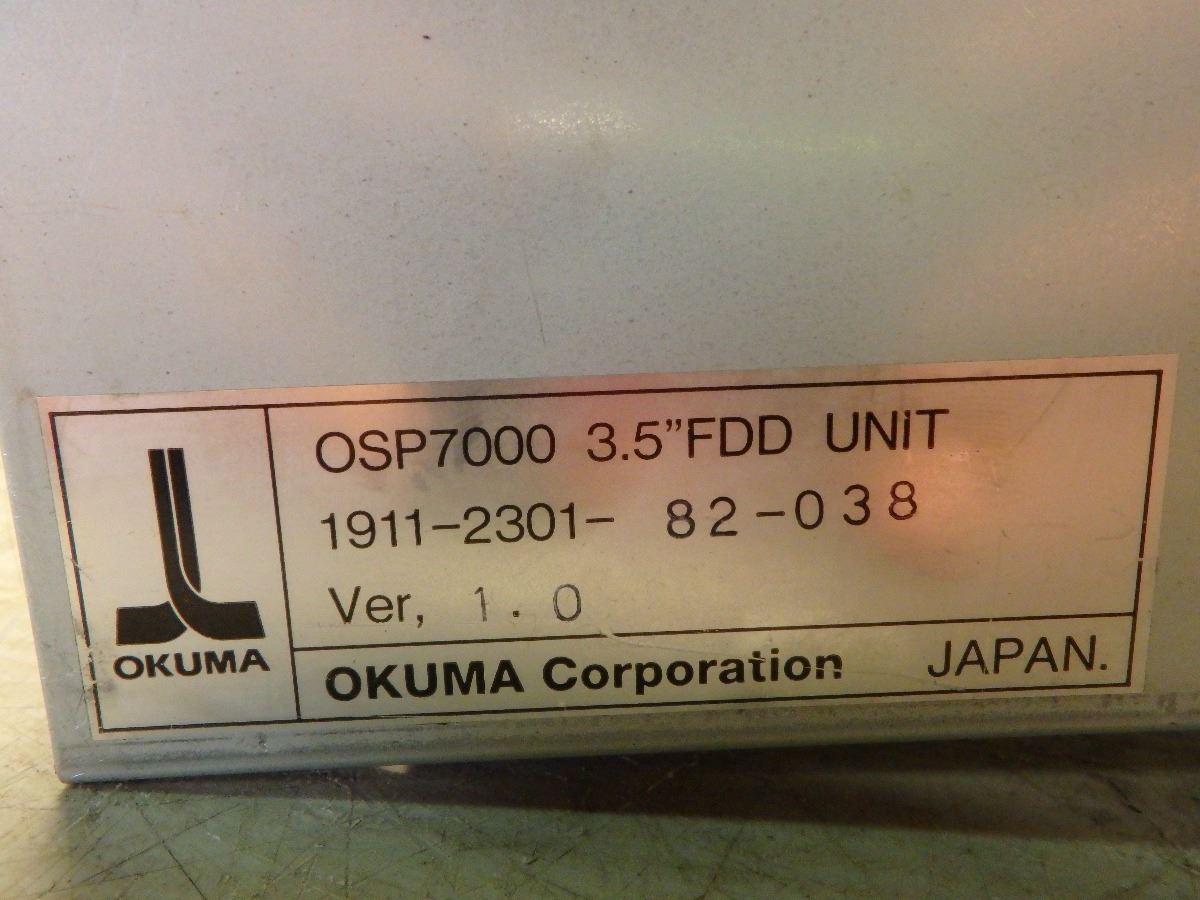 OSP7000 3.5”FDD UNiT
1911-2301- 82-038
Ver, 1.0
OKUMA
OKUMA Corporation JAPAN.